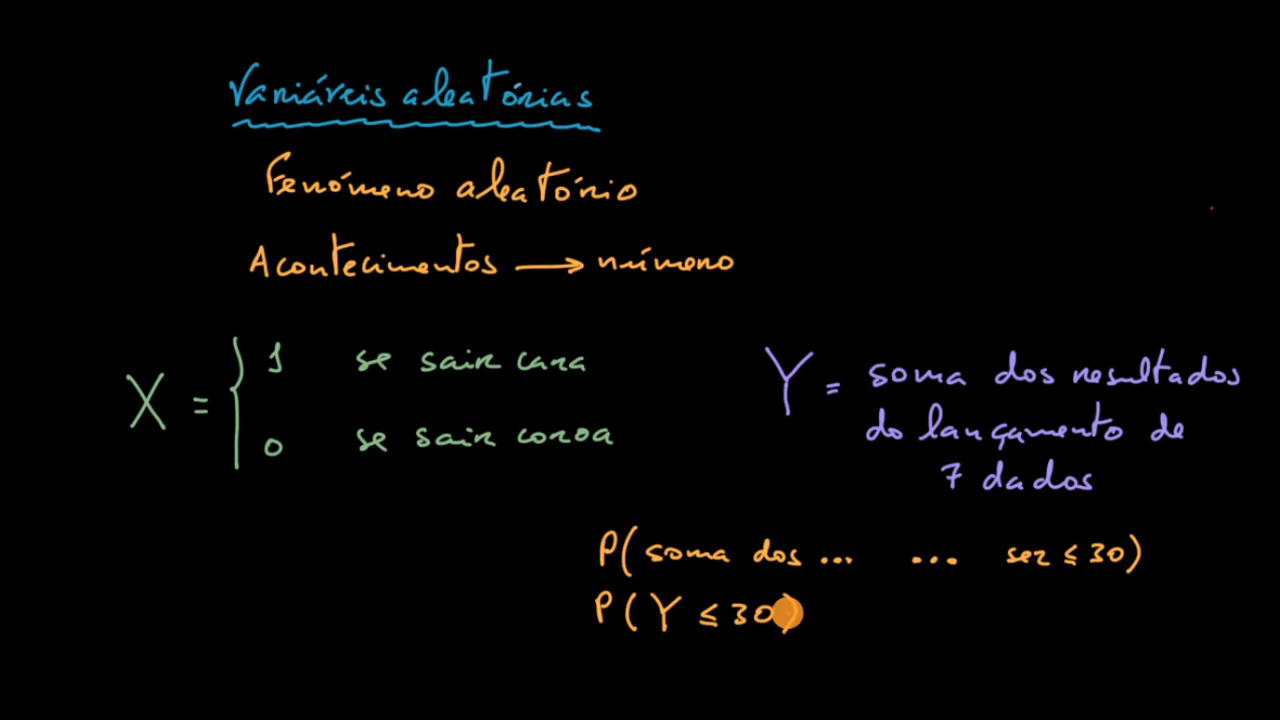 Variáveis aleatórias
Fenómeno aleatório
Acontecimentos → número
X = { 1 se sair cara
0 se sair coroa
Y = soma dos resultados
do lançamento de
7 dados
P(soma dos ... ... ser ≤ 30)
P(Y ≤ 30)